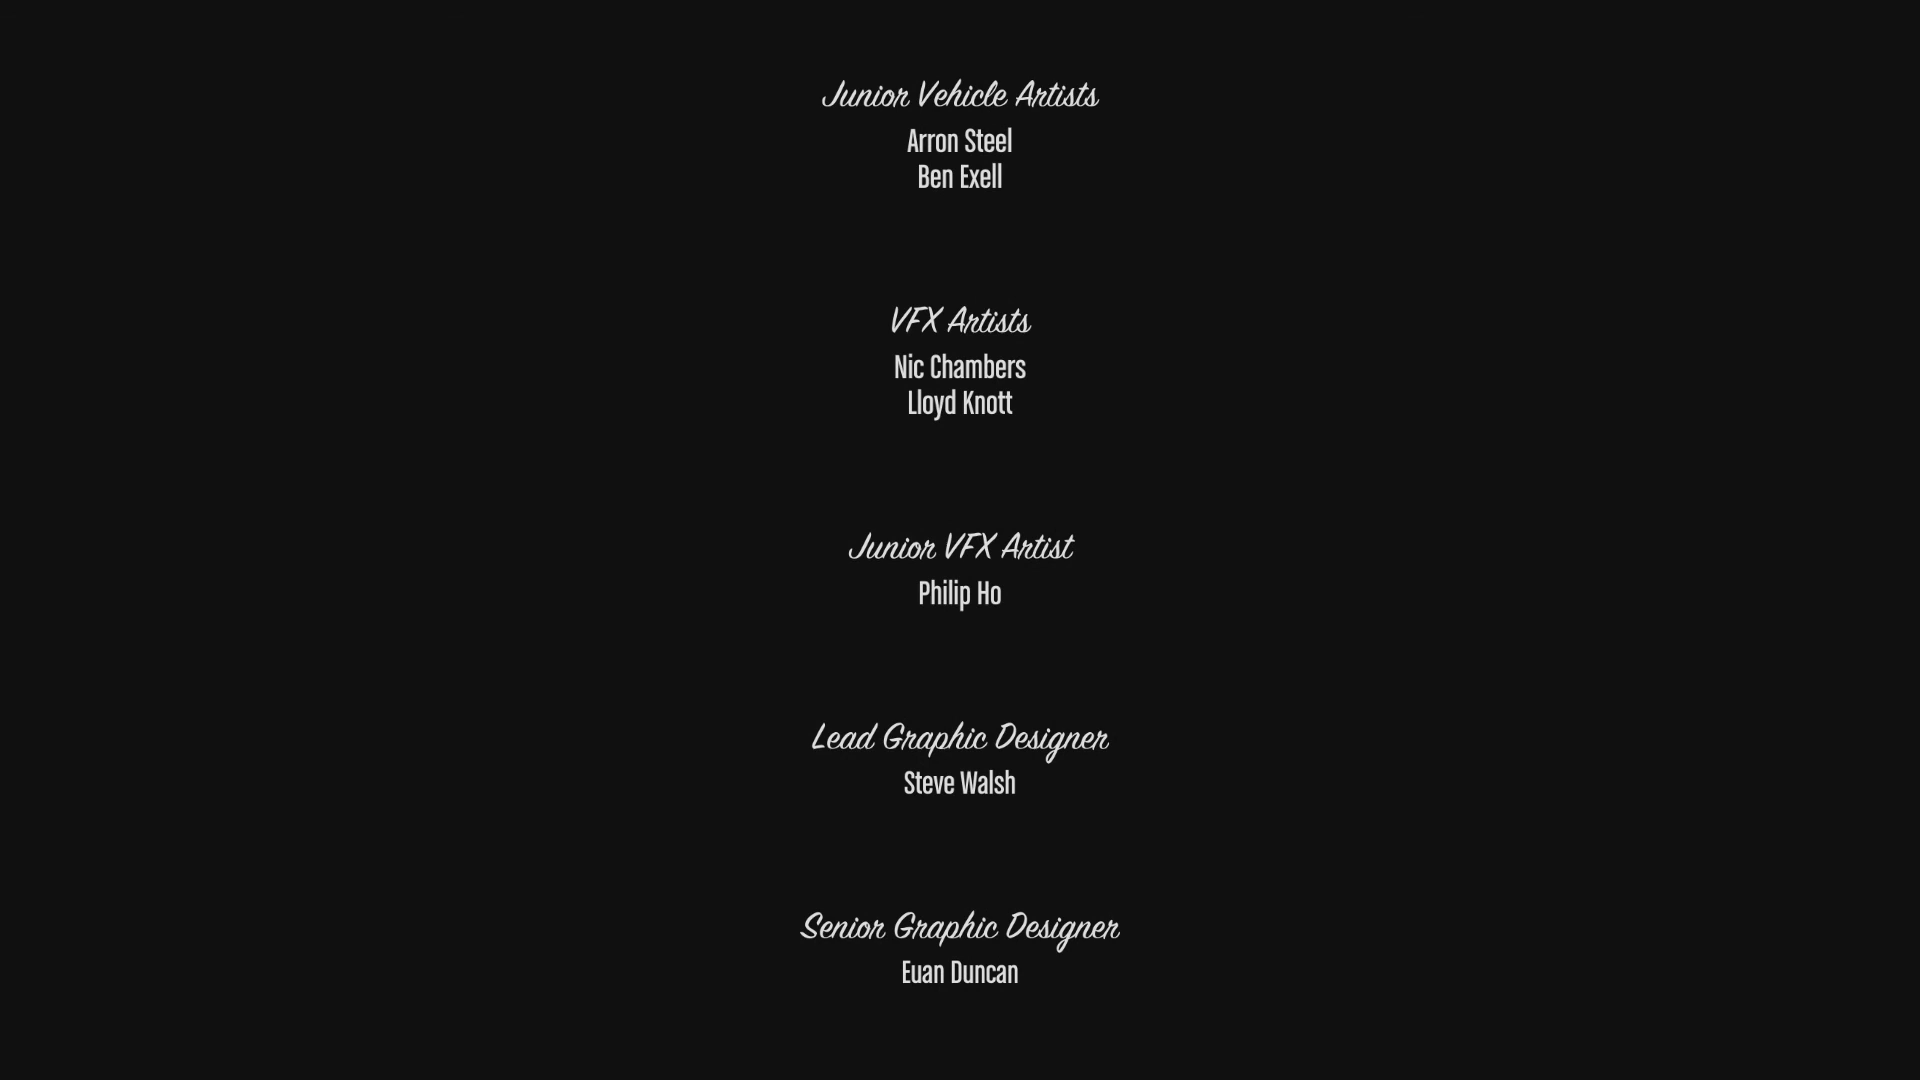 Junior Vehicle Artists
Arron Steel
Ben Exell
VFX Artists
Nic Chambers
Lloyd Knott
Junior VFX Artist
Philip Ho
Lead Graphic Designer
Steve Walsh
Senior Graphic Designer
Euan Duncan